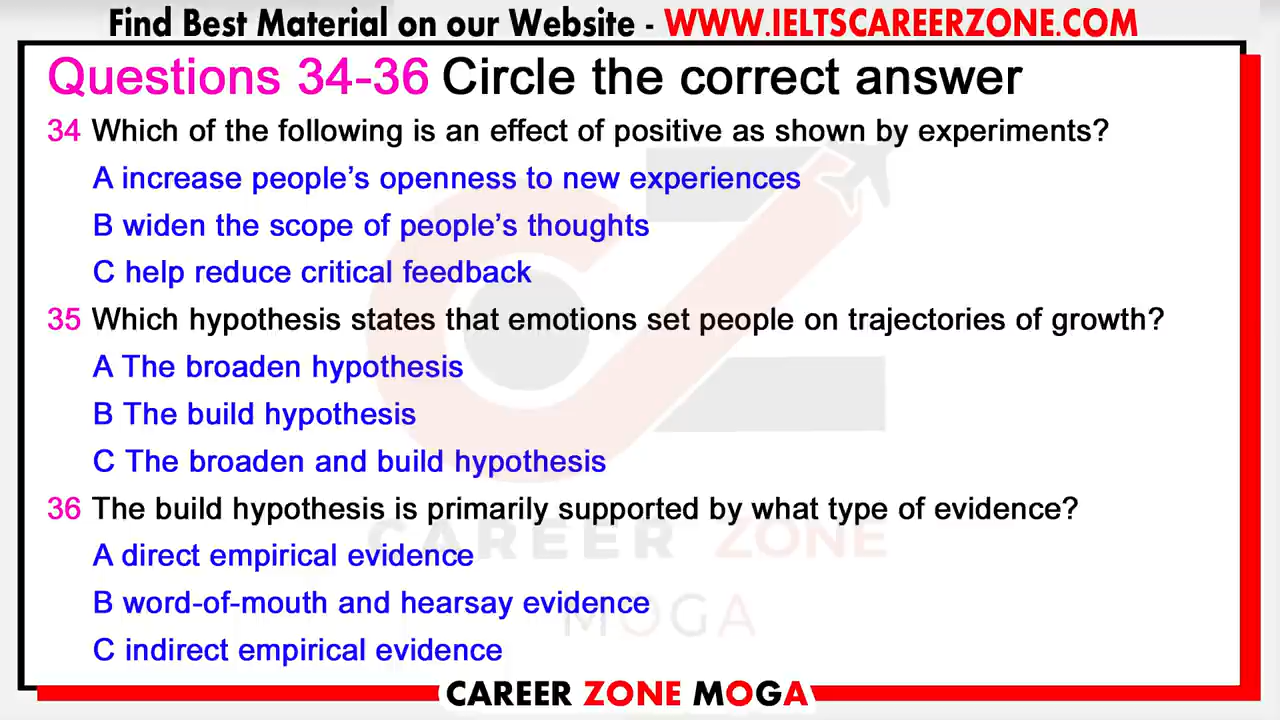 Find Best Material on our Website - WWW.IELTSCAREERZONE.COM
Questions 34-36 Circle the correct answer
34 Which of the following is an effect of positive as shown by experiments?
A increase people's openness to new experiences
B widen the scope of people's thoughts
C help reduce critical feedback
35 Which hypothesis states that emotions set people on trajectories of growth?
A The broaden hypothesis
B The build hypothesis
C The broaden and build hypothesis
36 The build hypothesis is primarily supported by what type of evidence?
A direct empirical evidence
CAREER ZONE
B word-of-mouth and hearsay evidence
MOGA
C indirect empirical evidence
CAREER ZONE MOGA